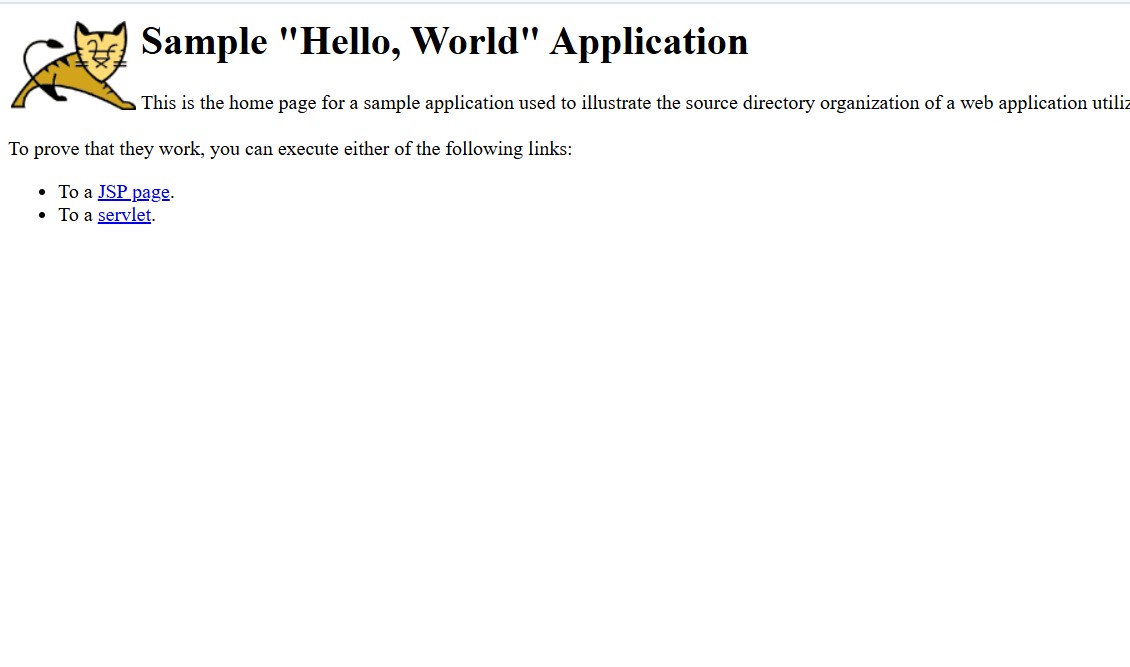 Sample "Hello, World" Application
This is the home page for a sample application used to illustrate the source directory organization of a web application
To prove that they work, you can execute either of the following links:
To a JSP page.
To a servlet.